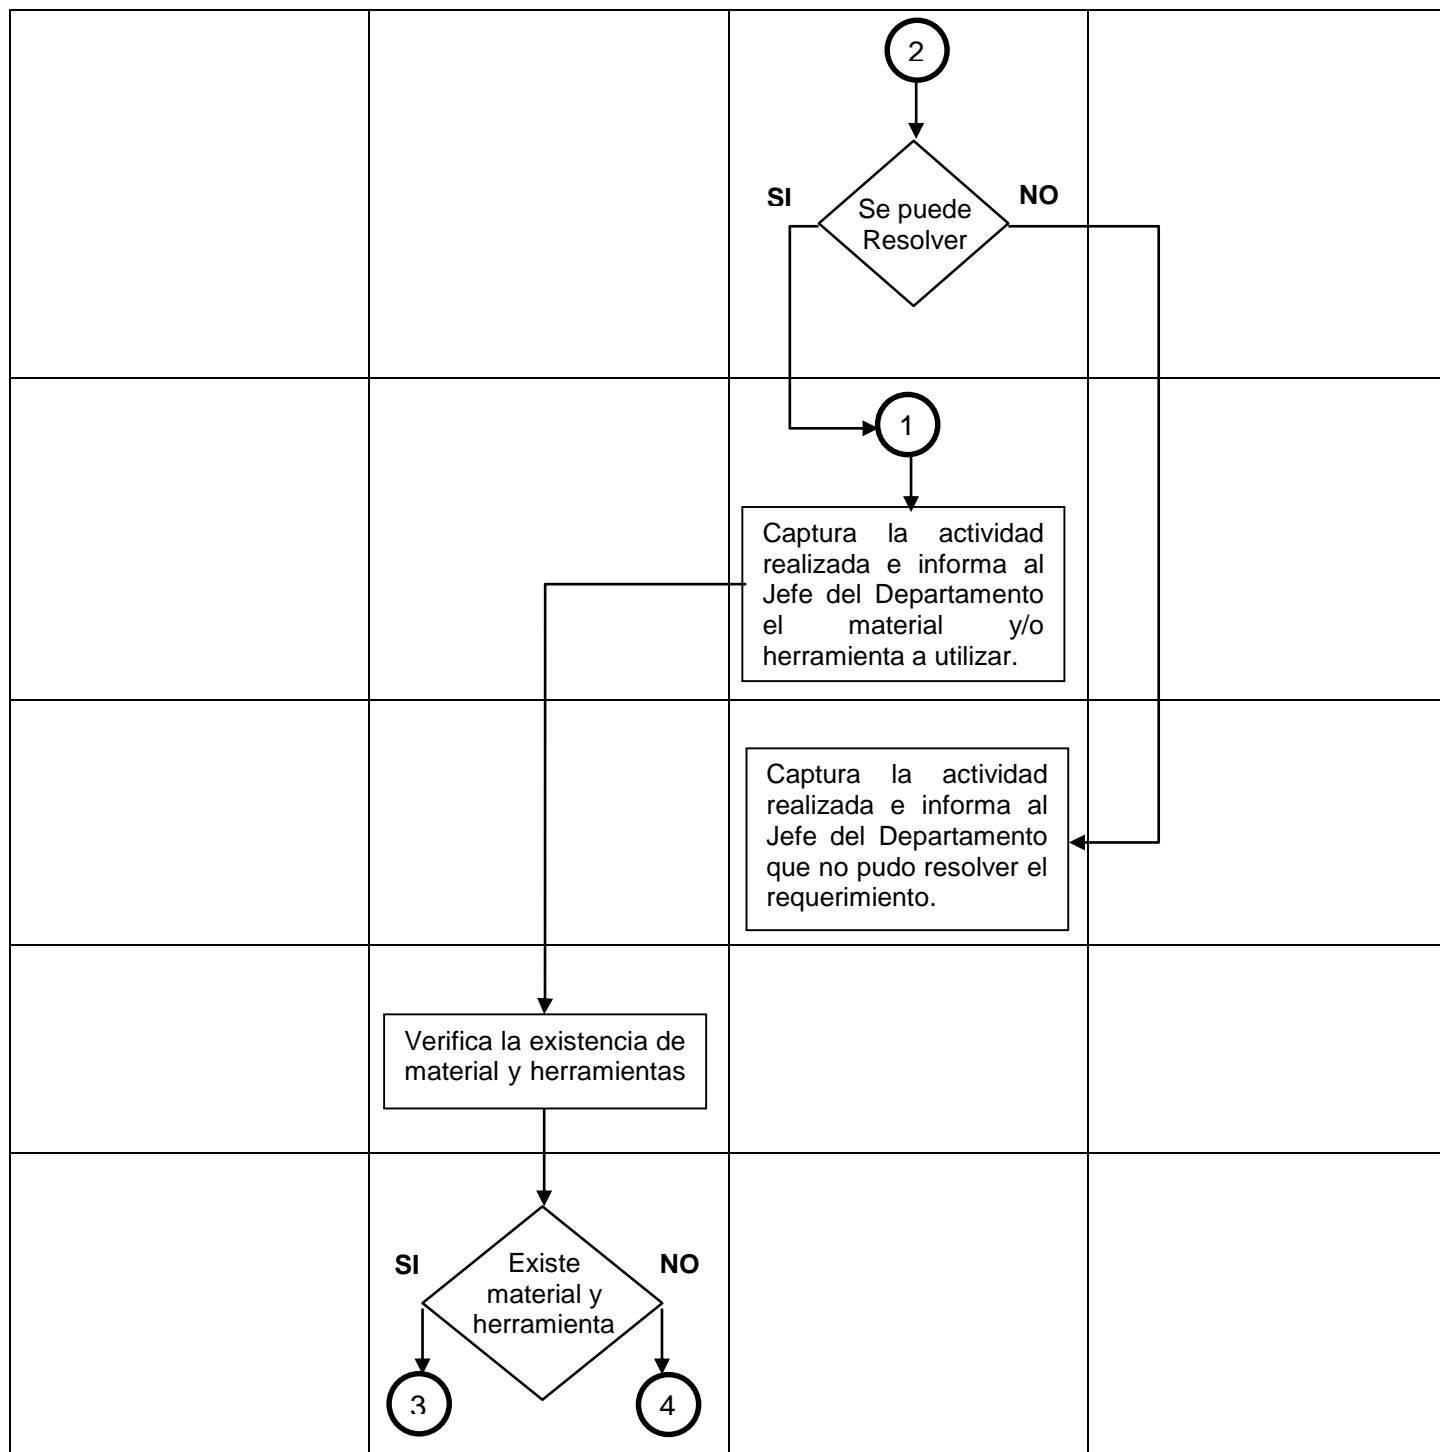 2
SI
NO
Se puede
Resolver
1
Captura la actividad
realizada e informa al
Jefe del Departamento
el material y/o
herramienta a utilizar.
Captura la actividad
realizada e informa al
Jefe del Departamento
que no pudo resolver el
requerimiento.
Verifica la existencia de
material y herramientas
SI
NO
Existe
material y
herramienta
3
4